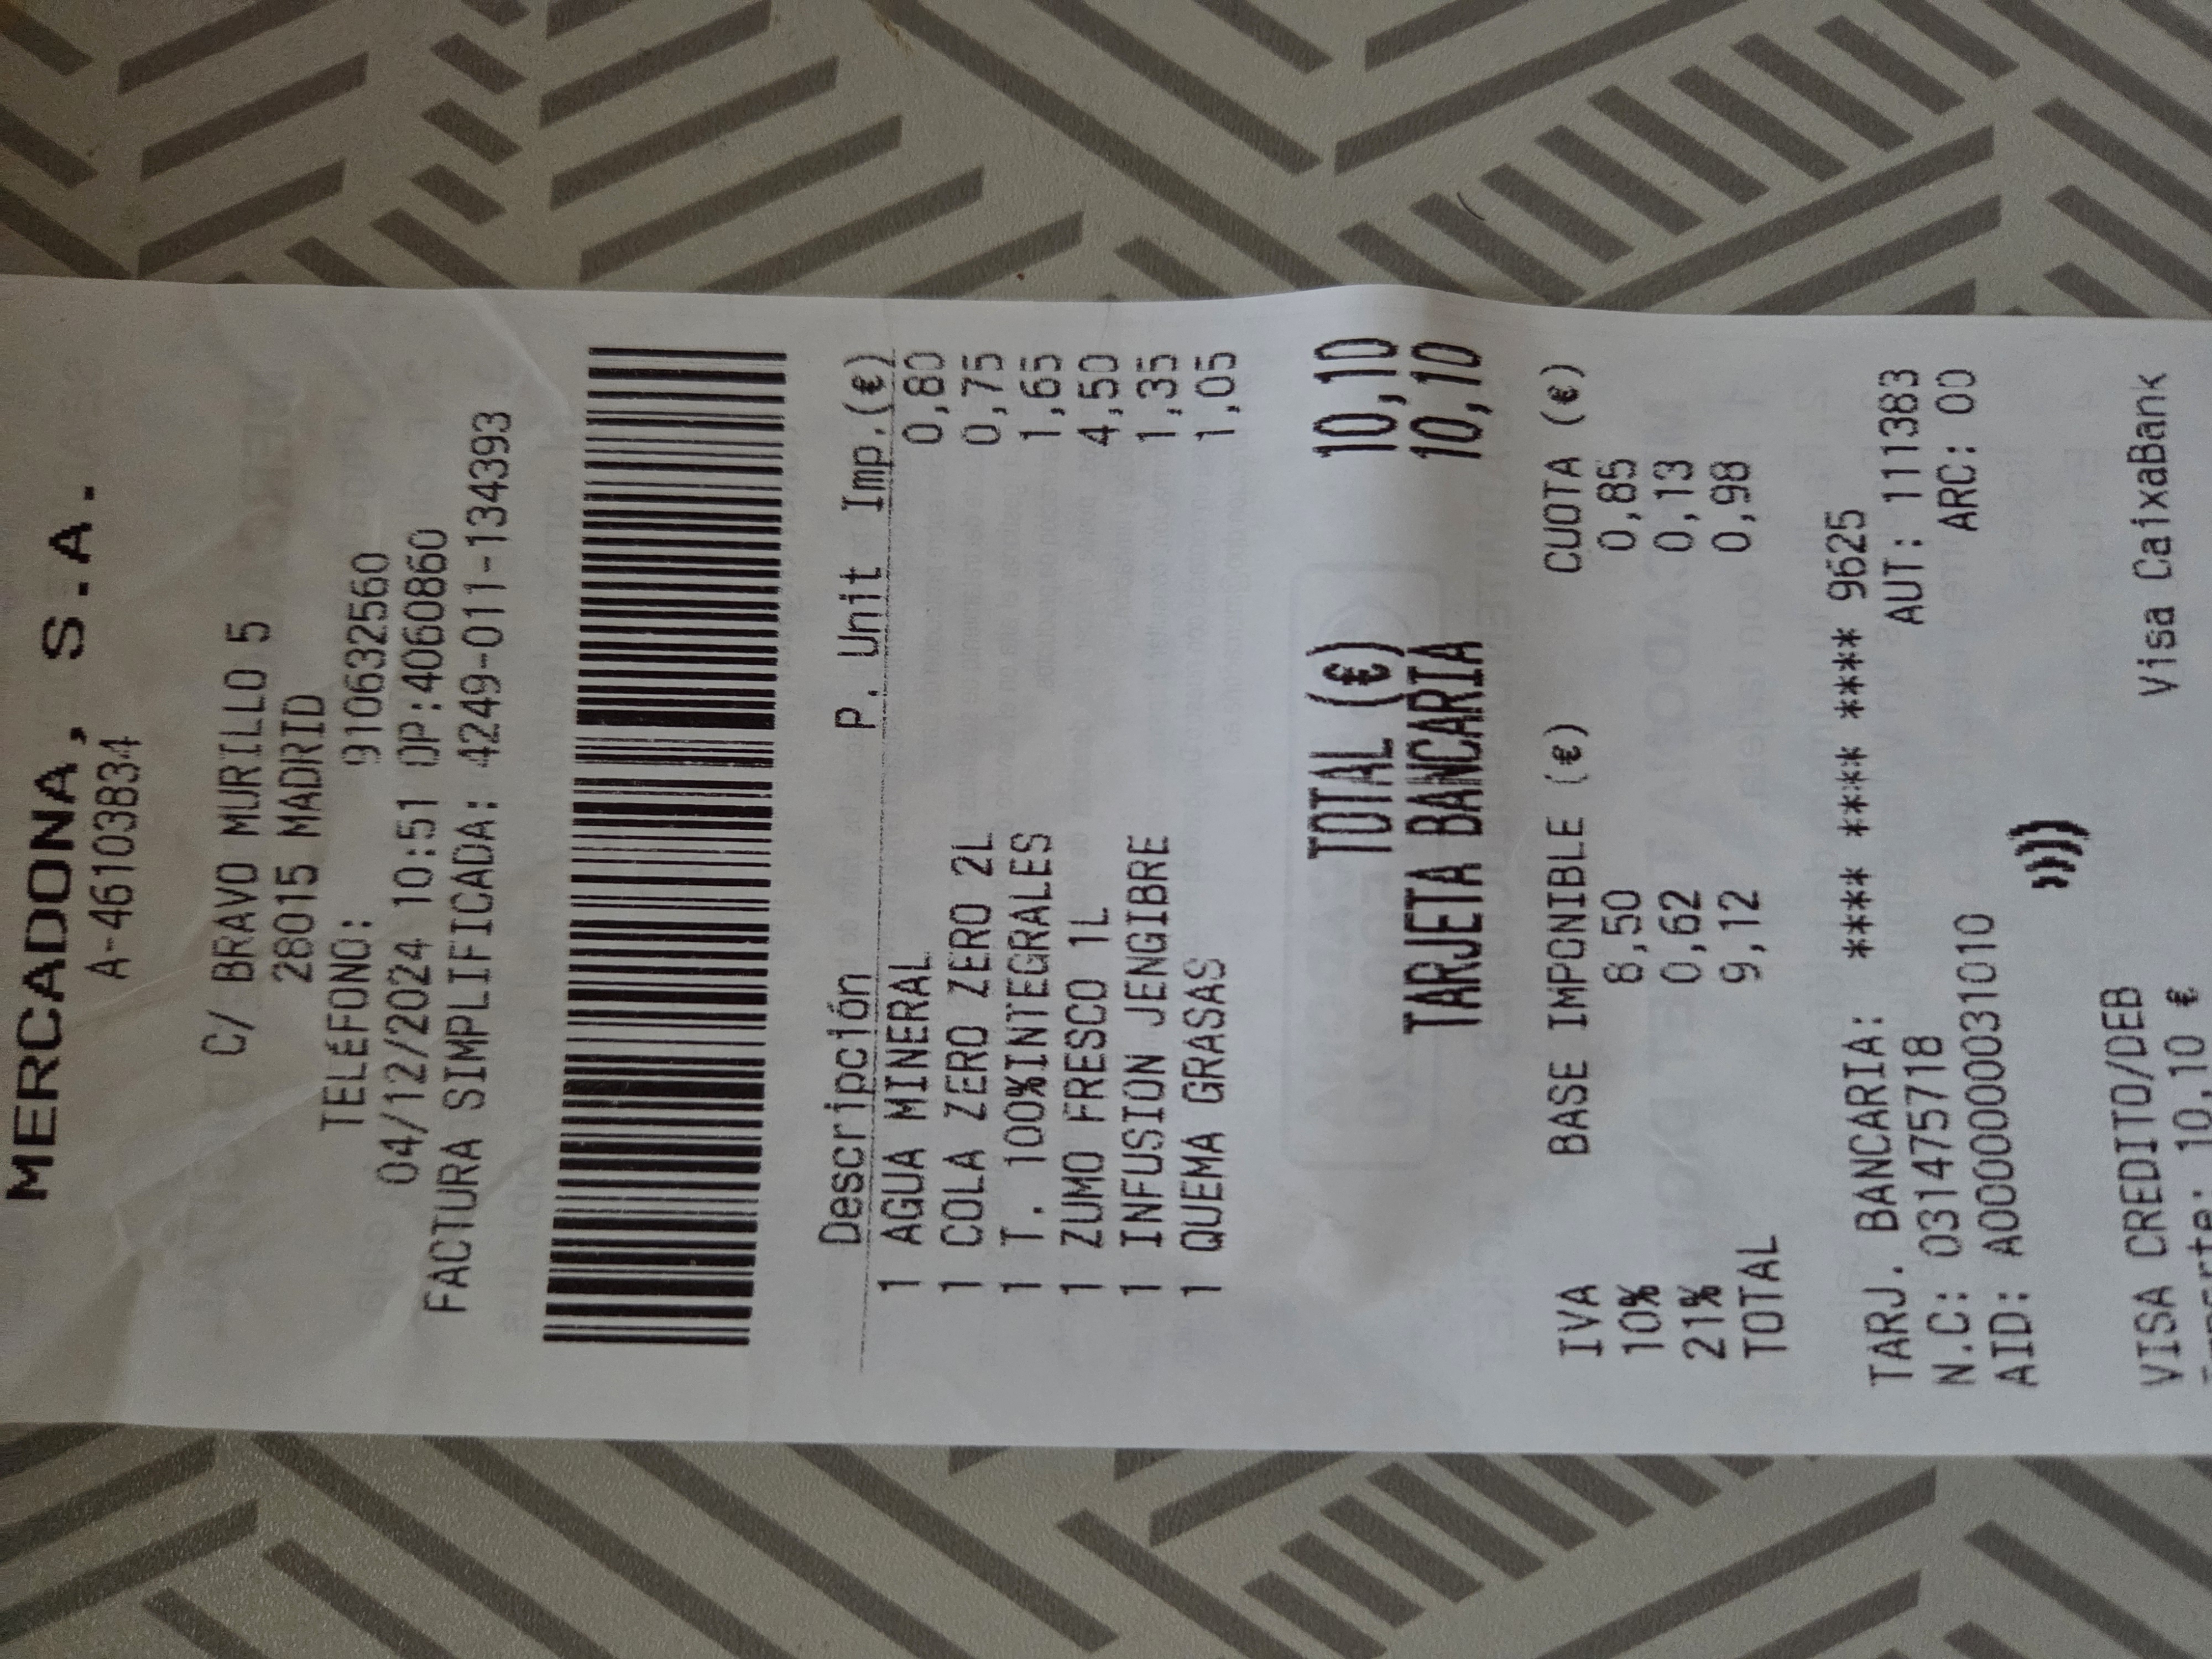 MERCADONA, S.A.
A-46103834
C/ BRAVO MURILLO 5
28015 MADRID
TELÉFONO: 910632560
04/12/2024 10:51 OP:4060860
FACTURA SIMPLIFICADA: 4249-011-134393
Descripción P. Unit Imp.(€)
1 AGUA MINERAL 0,80
1 COLA ZERO ZERO 2L 0,75
1 T. 100%INTEGRALES 1,65
1 ZUMO FRESCO 1L 4,50
1 INFUSION JENGIBRE 1,35
1 QUEMA GRASAS 1,05
TOTAL (€) 10,10
TARJETA BANCARIA 10,10
IVA BASE IMPONIBLE (€) CUOTA (€)
10% 8,50 0,85
21% 0,62 0,13
TOTAL 9,12 0,98
TARJ. BANCARIA: **** **** **** 9625
N.C: 031475718 AUT: 111383
AID: A0000000031010 ARC: 00
VISA CREDITO/DEB Visa CaixaBank
Importe: 10,10 €